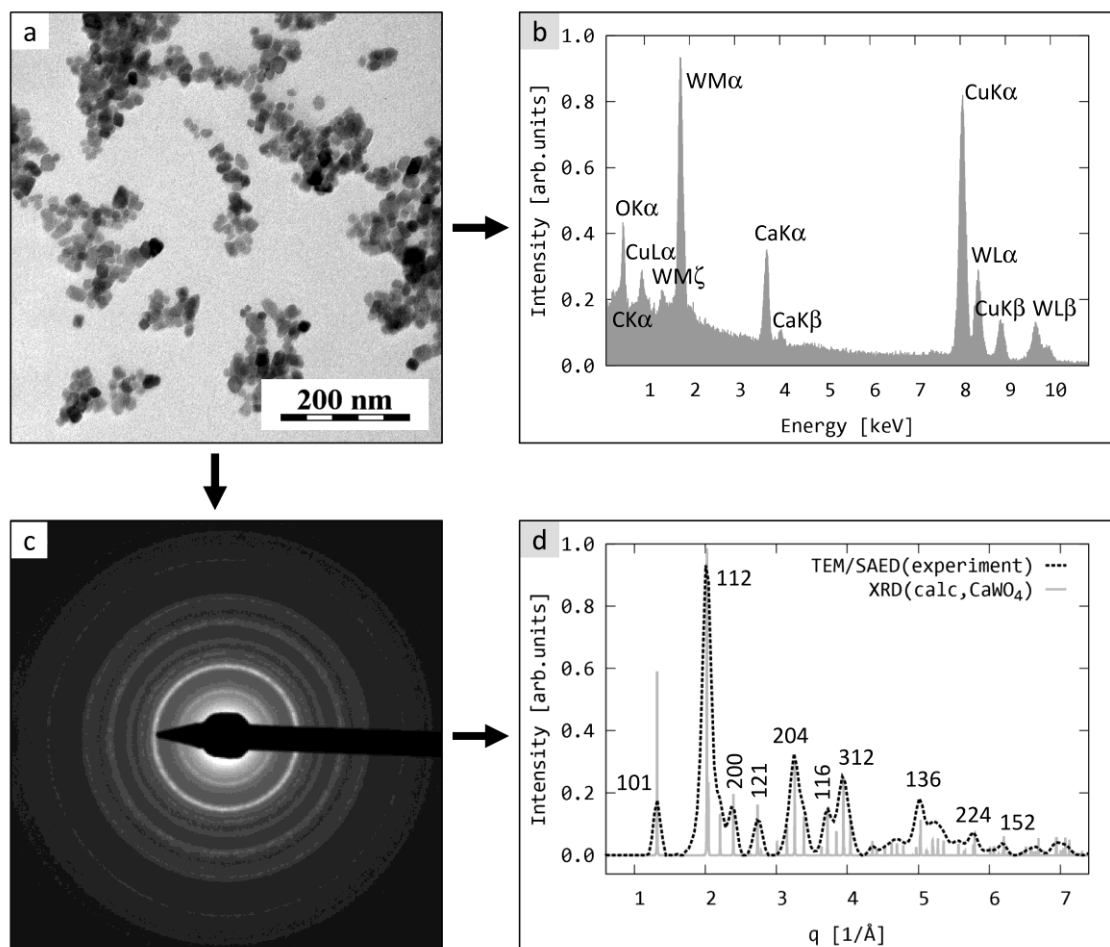 a
200 nm
b
1.0
0.8
0.6
0.4
0.2
0.0
Intensity [arb.units]
OKα
CuLα
WMζ
CKα
WMα
CaKα
CaKβ
CuKα
WLα
CuKβ
WLβ
1 2 3 4 5 6 7 8 9 10
Energy [keV]
c
d
1.0
0.8
0.6
0.4
0.2
0.0
Intensity [arb.units]
TEM/SAED(experiment)
XRD(calc,CaWO₄)
101
112
200
121
204
116
312
136
224
152
1 2 3 4 5 6 7
q [1/Å]